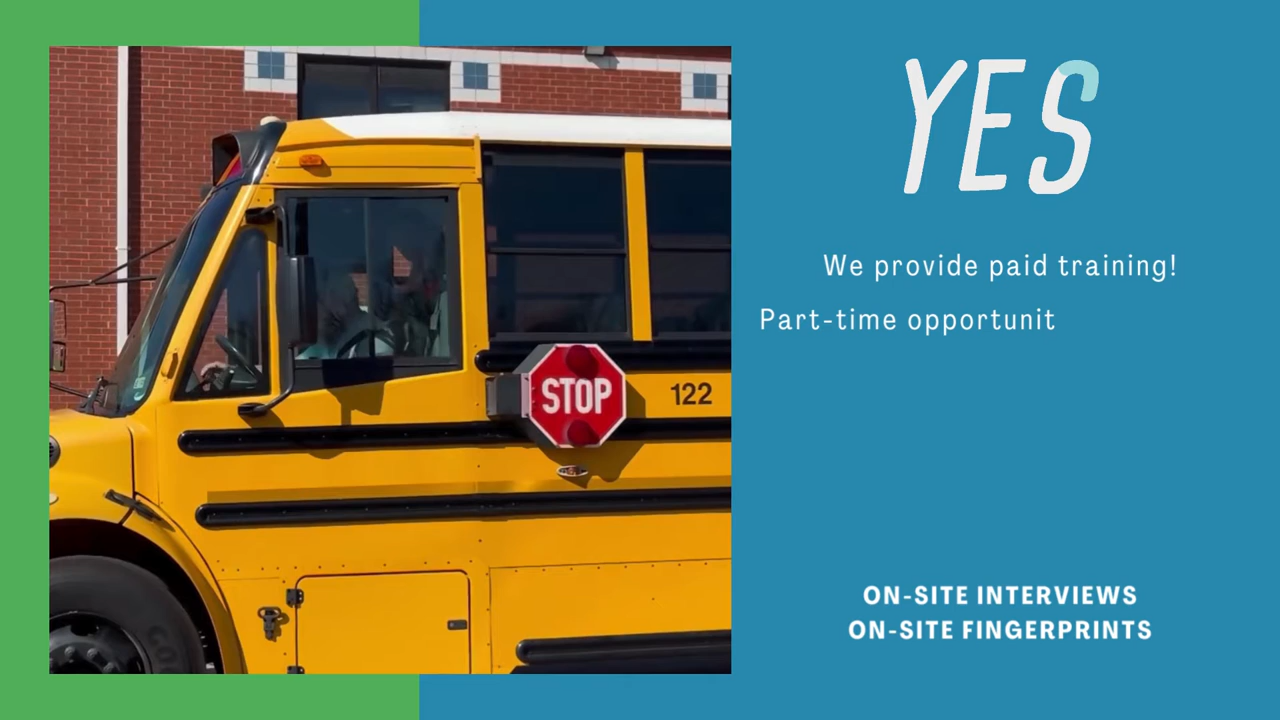 YES
We provide paid training!
Part-time opportunit
STOP
122
ON-SITE INTERVIEWS
ON-SITE FINGERPRINTS